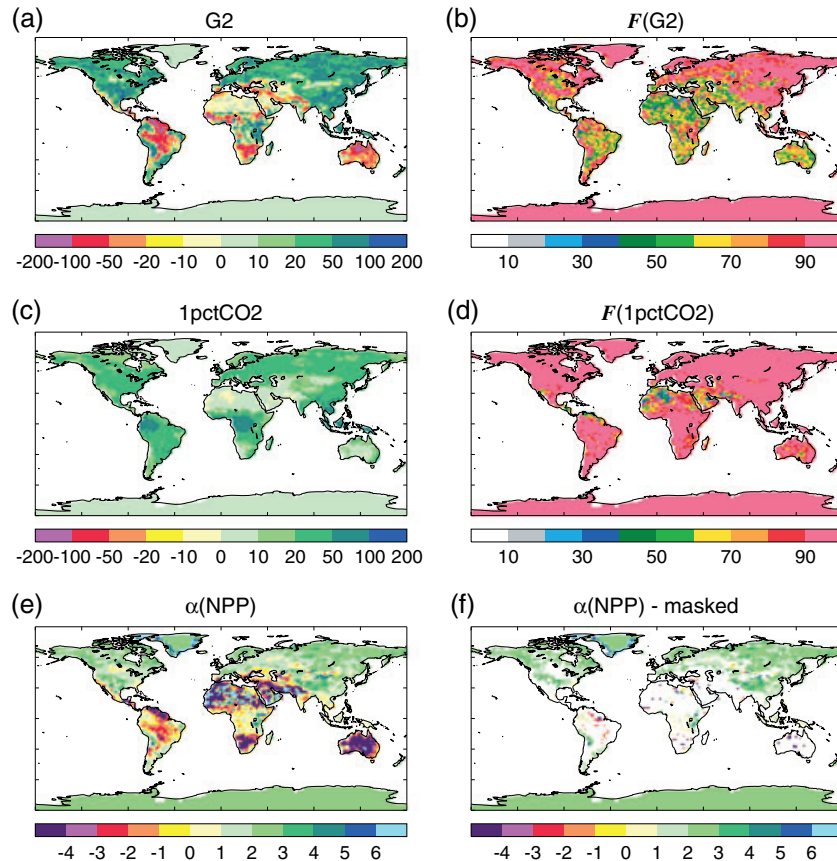 (a) G2
(b) F(G2)
-200 -100 -50 -20 -10 0 10 20 50 100 200
10 30 50 70 90
(c) 1pctCO2
(d) F(1pctCO2)
-200 -100 -50 -20 -10 0 10 20 50 100 200
10 30 50 70 90
(e) α(NPP)
(f) α(NPP) - masked
-4 -3 -2 -1 0 1 2 3 4 5 6
-4 -3 -2 -1 0 1 2 3 4 5 6